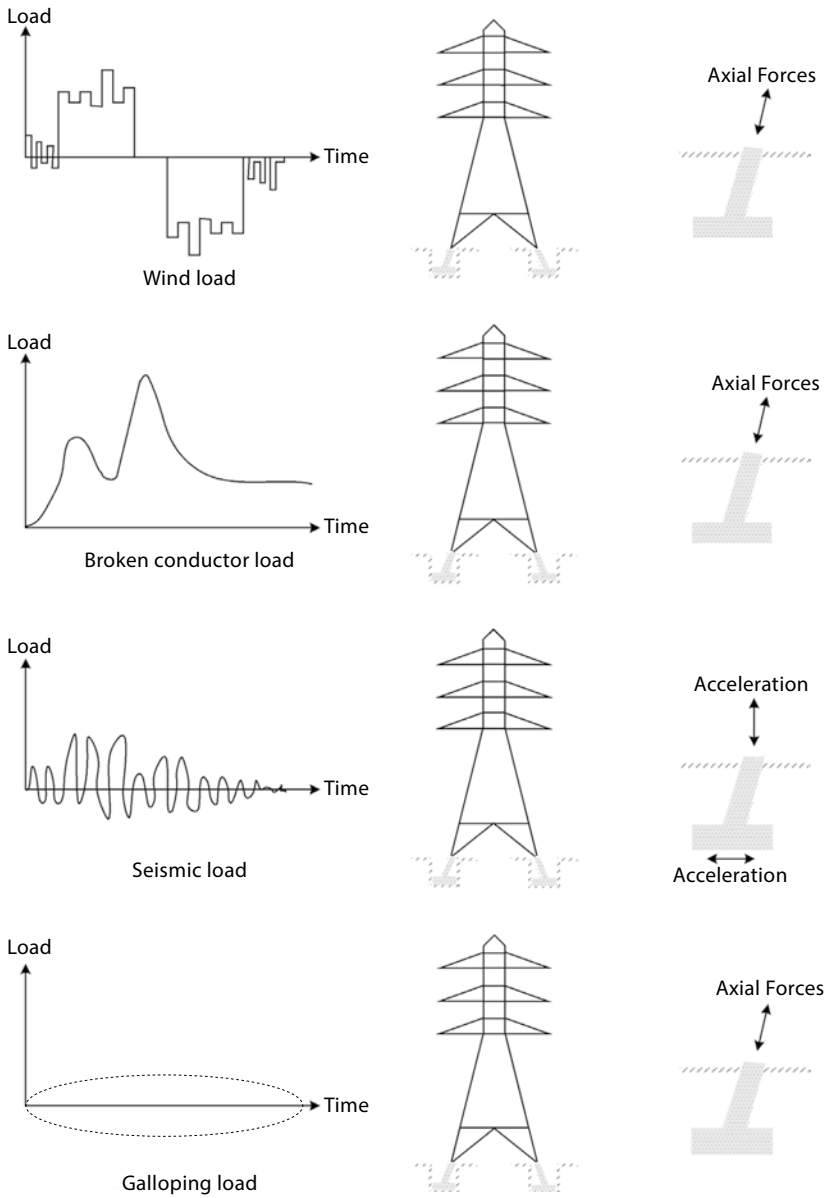 Load
Axial Forces
Time
Wind load
Load
Axial Forces
Time
Broken conductor load
Load
Acceleration
Time
Seismic load
Acceleration
Load
Axial Forces
Time
Galloping load